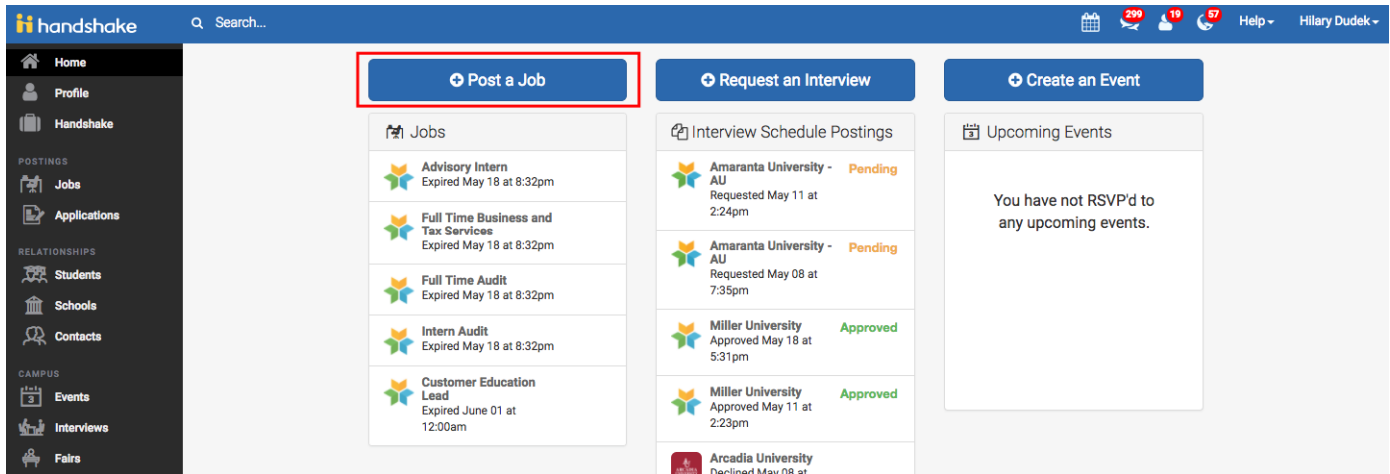 handshake
Search...
299
19
57
Help
Hilary Dudek
Home
Profile
Handshake
POSTINGS
Jobs
Applications
RELATIONSHIPS
Students
Schools
Contacts
CAMPUS
3
Events
Interviews
Fairs
Post a Job
Jobs
Advisory Intern
Expired May 18 at 8:32pm
Full Time Business and
Tax Services
Expired May 18 at 8:32pm
Full Time Audit
Expired May 18 at 8:32pm
Intern Audit
Expired May 18 at 8:32pm
Customer Education
Lead
Expired June 01 at
12:00am
Request an Interview
Interview Schedule Postings
Amaranta University - Pending
AU
Requested May 11 at
2:24pm
Amaranta University - Pending
AU
Requested May 08 at
7:35pm
Miller University Approved
Approved May 18 at
5:31pm
Miller University Approved
Approved May 11 at
2:23pm
Arcadia University
Declined May 08 at
Create an Event
3
Upcoming Events
You have not RSVP'd to
any upcoming events.